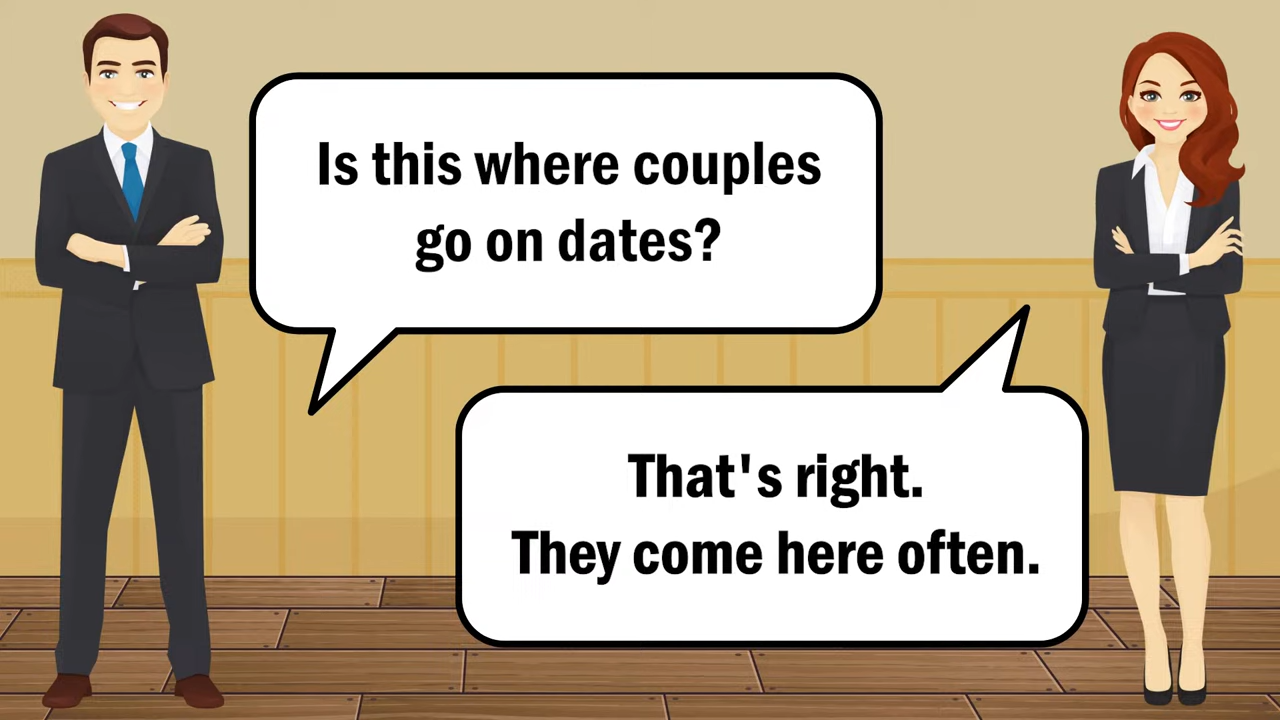 Is this where couples
go on dates?
That's right.
They come here often.